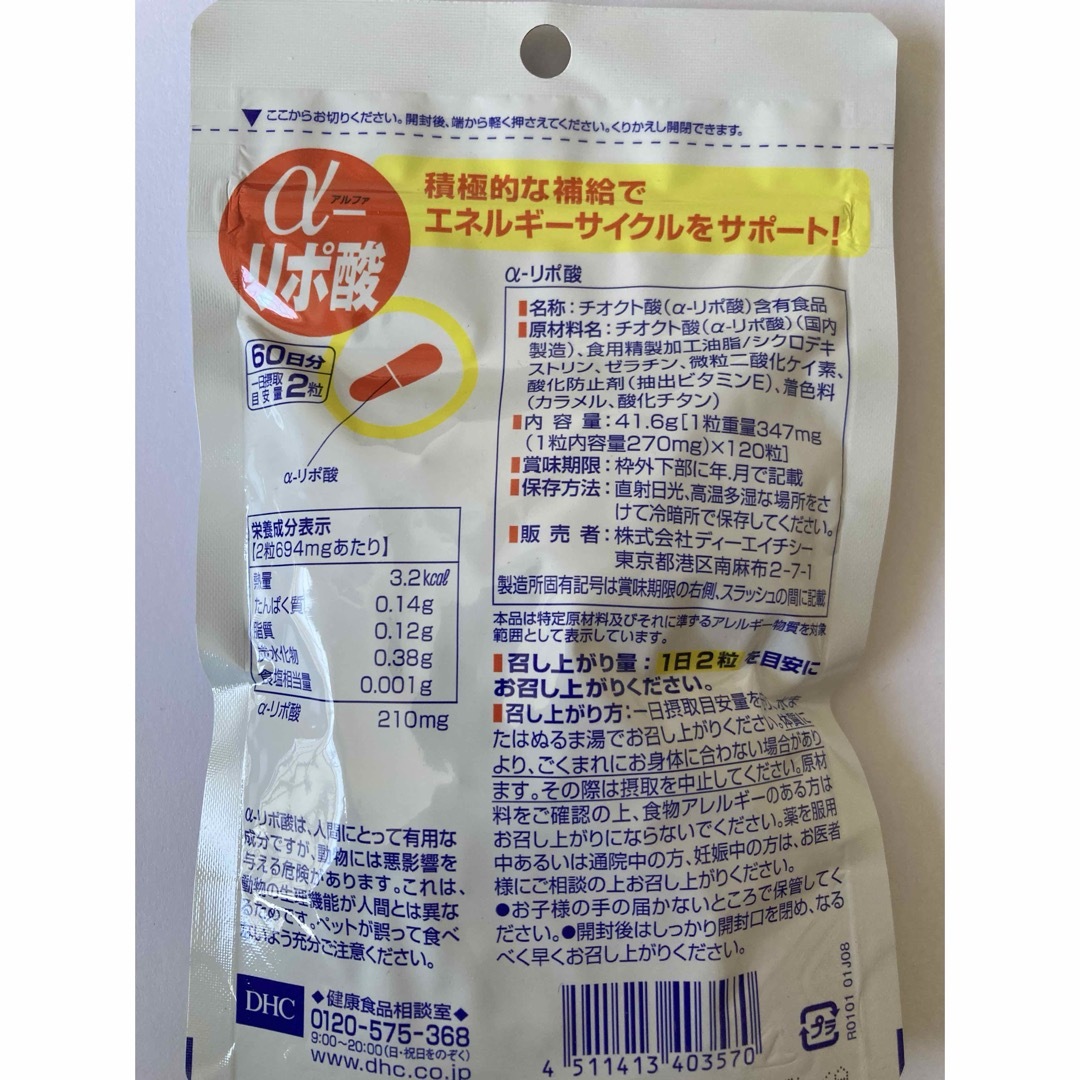 ▼ここからお切りください。開封後、端から軽く押さえてください。くりかえし開閉できます。
α-
アルファ
リポ酸
積極的な補給で
エネルギーサイクルをサポート!
60日分
一日摂取
目安量 2粒
α-リポ酸
α-リポ酸
■名称:チオクト酸(α-リポ酸)含有食品
■原材料名:チオクト酸(α-リポ酸)(国内
製造)、食用精製加工油脂/シクロデキ
ストリン、ゼラチン、微粒二酸化ケイ素、
酸化防止剤(抽出ビタミンE)、着色料
(カラメル、酸化チタン)
■内容量:41.6g[1粒重量347mg
(1粒内容量270mg)×120粒]
■賞味期限:枠外下部に年、月で記載
■保存方法:直射日光、高温多湿な場所をさ
けて冷暗所で保存してください。
■販売者:株式会社ディーエイチシー
東京都港区南麻布2-7-1
製造所固有記号は賞味期限の右側、スラッシュの間に記載
栄養成分表示
[2粒694mgあたり]
熱量 3.2kcal
たんぱく質 0.14g
脂質 0.12g
炭水化物 0.38g
食塩相当量 0.001g
α-リポ酸 210mg
本品は特定原材料及びそれに準ずるアレルギー物質を対象
範囲として表示しています。
■召し上がり量:1日2粒を目安に
お召し上がりください。
■召し上がり方:一日摂取目安量を守り、水ま
たはぬるま湯でお召し上がりください。体質に
より、ごくまれにお身体に合わない場合があり
ます。その際は摂取を中止してください。原材
料をご確認の上、食物アレルギーのある方は
お召し上がりにならないでください。薬を服用
中あるいは通院中の方、妊娠中の方は、お医者
様にご相談の上お召し上がりください。
●お子様の手の届かないところで保管してく
ださい。●開封後はしっかり開封口を閉め、なる
べく早くお召し上がりください。
α-リポ酸は、人間にとって有用な
成分ですが、動物には悪影響を
与える危険があります。これは、
動物の生理機能が人間とは異な
るためです。ペットが誤って食べ
ないよう充分ご注意ください。
DHC
◆健康食品相談室◆
0120-575-368
9:00~20:00(日・祝日をのぞく)
www.dhc.co.jp
4 511413 403570
プラ
R0101 01J08